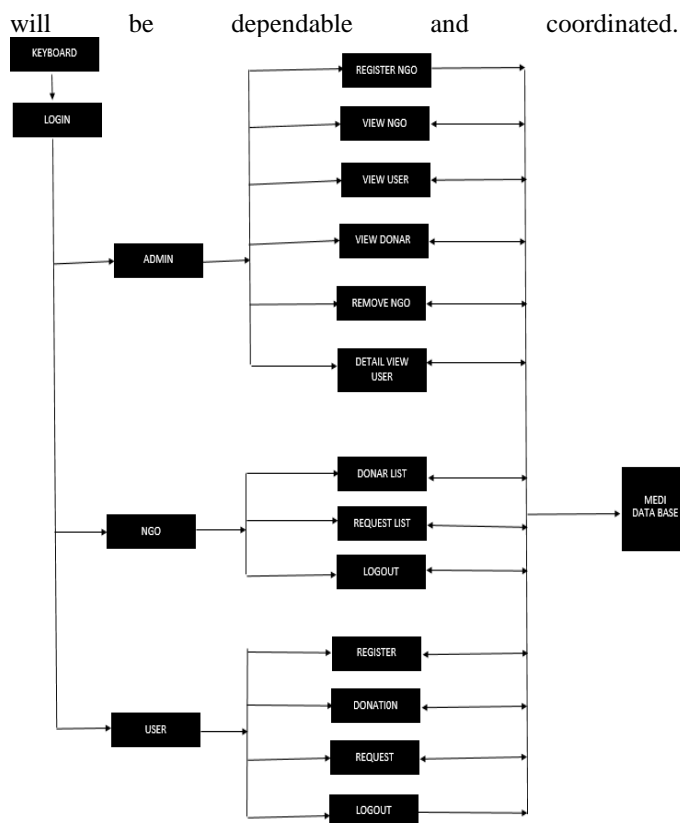 will be dependable and coordinated.
KEYBOARD
LOGIN
REGISTER NGO
VIEW NGO
VIEW USER
VIEW DONAR
ADMIN
REMOVE NGO
DETAIL VIEW
USER
DONAR LIST
NGO
REQUEST LIST
LOGOUT
MEDI
DATA BASE
REGISTER
DONATION
USER
REQUEST
LOGOUT